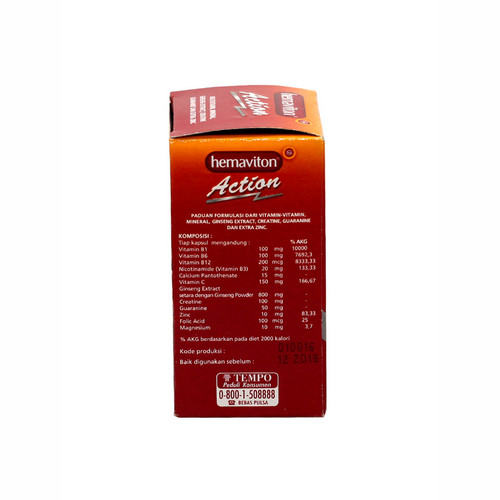 hemaviton®
Action
hemaviton
Action
PADUAN FORMULASI DARI VITAMIN-VITAMIN,
MINERAL, GINSENG EXTRACT, CREATINE, GUARANINE
DAN EXTRA ZINC.
KOMPOSISI :
Tiap kapsul mengandung : % AKG
Vitamin B1 100 mg 10000
Vitamin B6 100 mg 7692,3
Vitamin B12 200 mcg 8333,33
Nicotinamide (Vitamin B3) 20 mg 133,33
Calcium Pantothenate 15 mg -
Vitamin C 150 mg 166,67
Ginseng Extract
setara dengan Ginseng Powder 800 mg -
Creatine 100 mg -
Guaranine 50 mg -
Zinc 10 mg 83,33
Folic Acid 100 mcg 25
Magnesium 10 mg 3,7
% AKG berdasarkan pada diet 2000 kalori
Kode produksi :
Baik digunakan sebelum : 12 2018
TEMPO
Peduli Konsumen
0-800-1-508888
☎ BEBAS PULSA